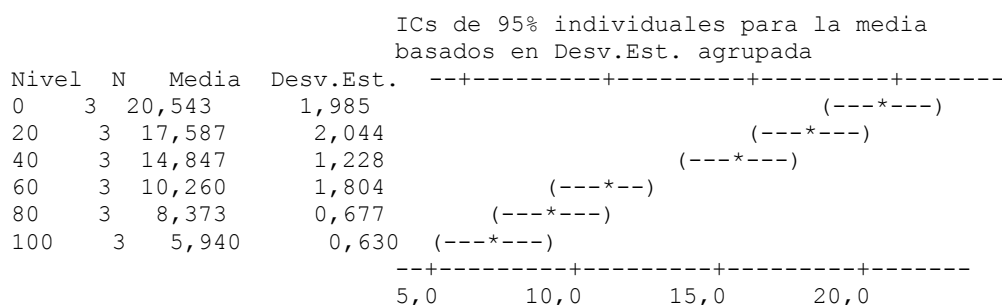 ICs de 95% individuales para la media
basados en Desv.Est. agrupada
Nivel  N   Media  Desv.Est.  --+---------+---------+---------+-------
0    3  20,543     1,985                               (---*---)
20     3  17,587     2,044                          (---*---)
40     3  14,847     1,228                     (---*---)
60     3  10,260     1,804            (---*--)
80     3   8,373     0,677        (---*---)
100     3   5,940     0,630  (---*---)
--+---------+---------+---------+-------
5,0       10,0      15,0      20,0